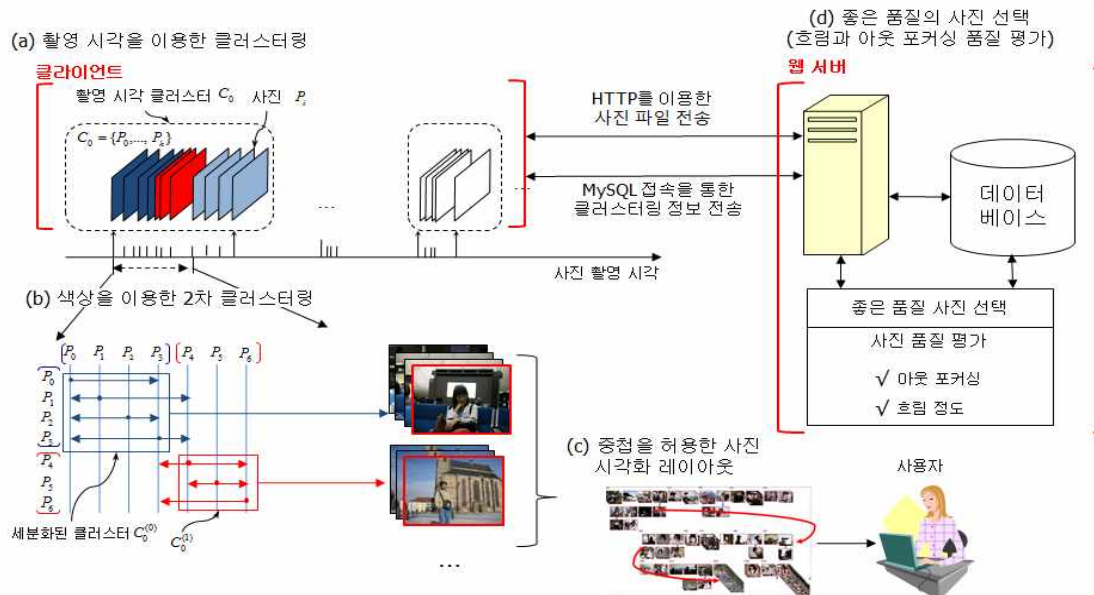 (a) 촬영 시각을 이용한 클러스터링
클라이언트
촬영 시각 클러스터 C₀
사진 Pᵢ
C₀ = {P₀,..., Pₖ}
...
...
사진 촬영 시각
HTTP를 이용한
사진 파일 전송
MySQL 접속을 통한
클러스터링 정보 전송
(d) 좋은 품질의 사진 선택
(흐림과 아웃 포커싱 품질 평가)
웹 서버
데이터
베이스
좋은 품질 사진 선택
사진 품질 평가
√ 아웃 포커싱
√ 흐림 정도
(b) 색상을 이용한 2차 클러스터링
P₀ P₁ P₂ P₃ P₄ P₅ P₆
P₀
P₁
P₂
P₃
P₄
P₅
P₆
세분화된 클러스터 C₀⁽⁰⁾
C₀⁽¹⁾
...
(c) 중첩을 허용한 사진
시각화 레이아웃
사용자